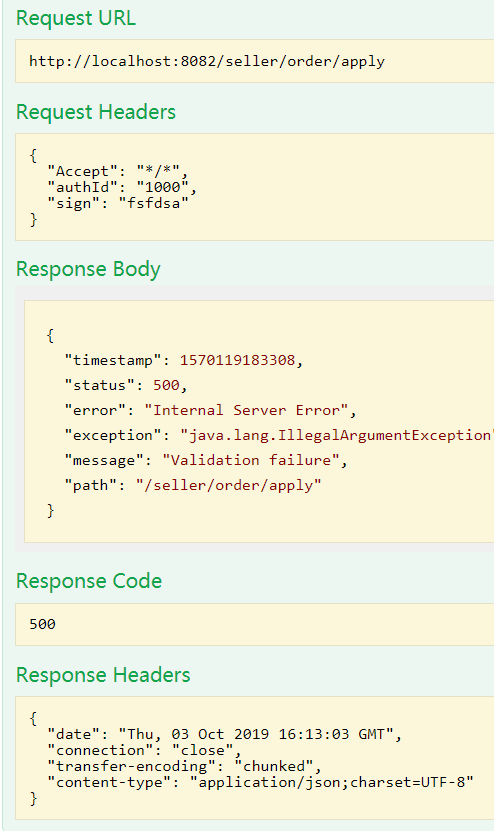 Request URL
http://localhost:8082/seller/order/apply
Request Headers
{
"Accept": "*/*",
"authId": "1000",
"sign": "fsfdsa"
}
Response Body
{
"timestamp": 1570119183308,
"status": 500,
"error": "Internal Server Error",
"exception": "java.lang.IllegalArgumentException"
"message": "Validation failure",
"path": "/seller/order/apply"
}
Response Code
500
Response Headers
{
"date": "Thu, 03 Oct 2019 16:13:03 GMT",
"connection": "close",
"transfer-encoding": "chunked",
"content-type": "application/json;charset=UTF-8"
}